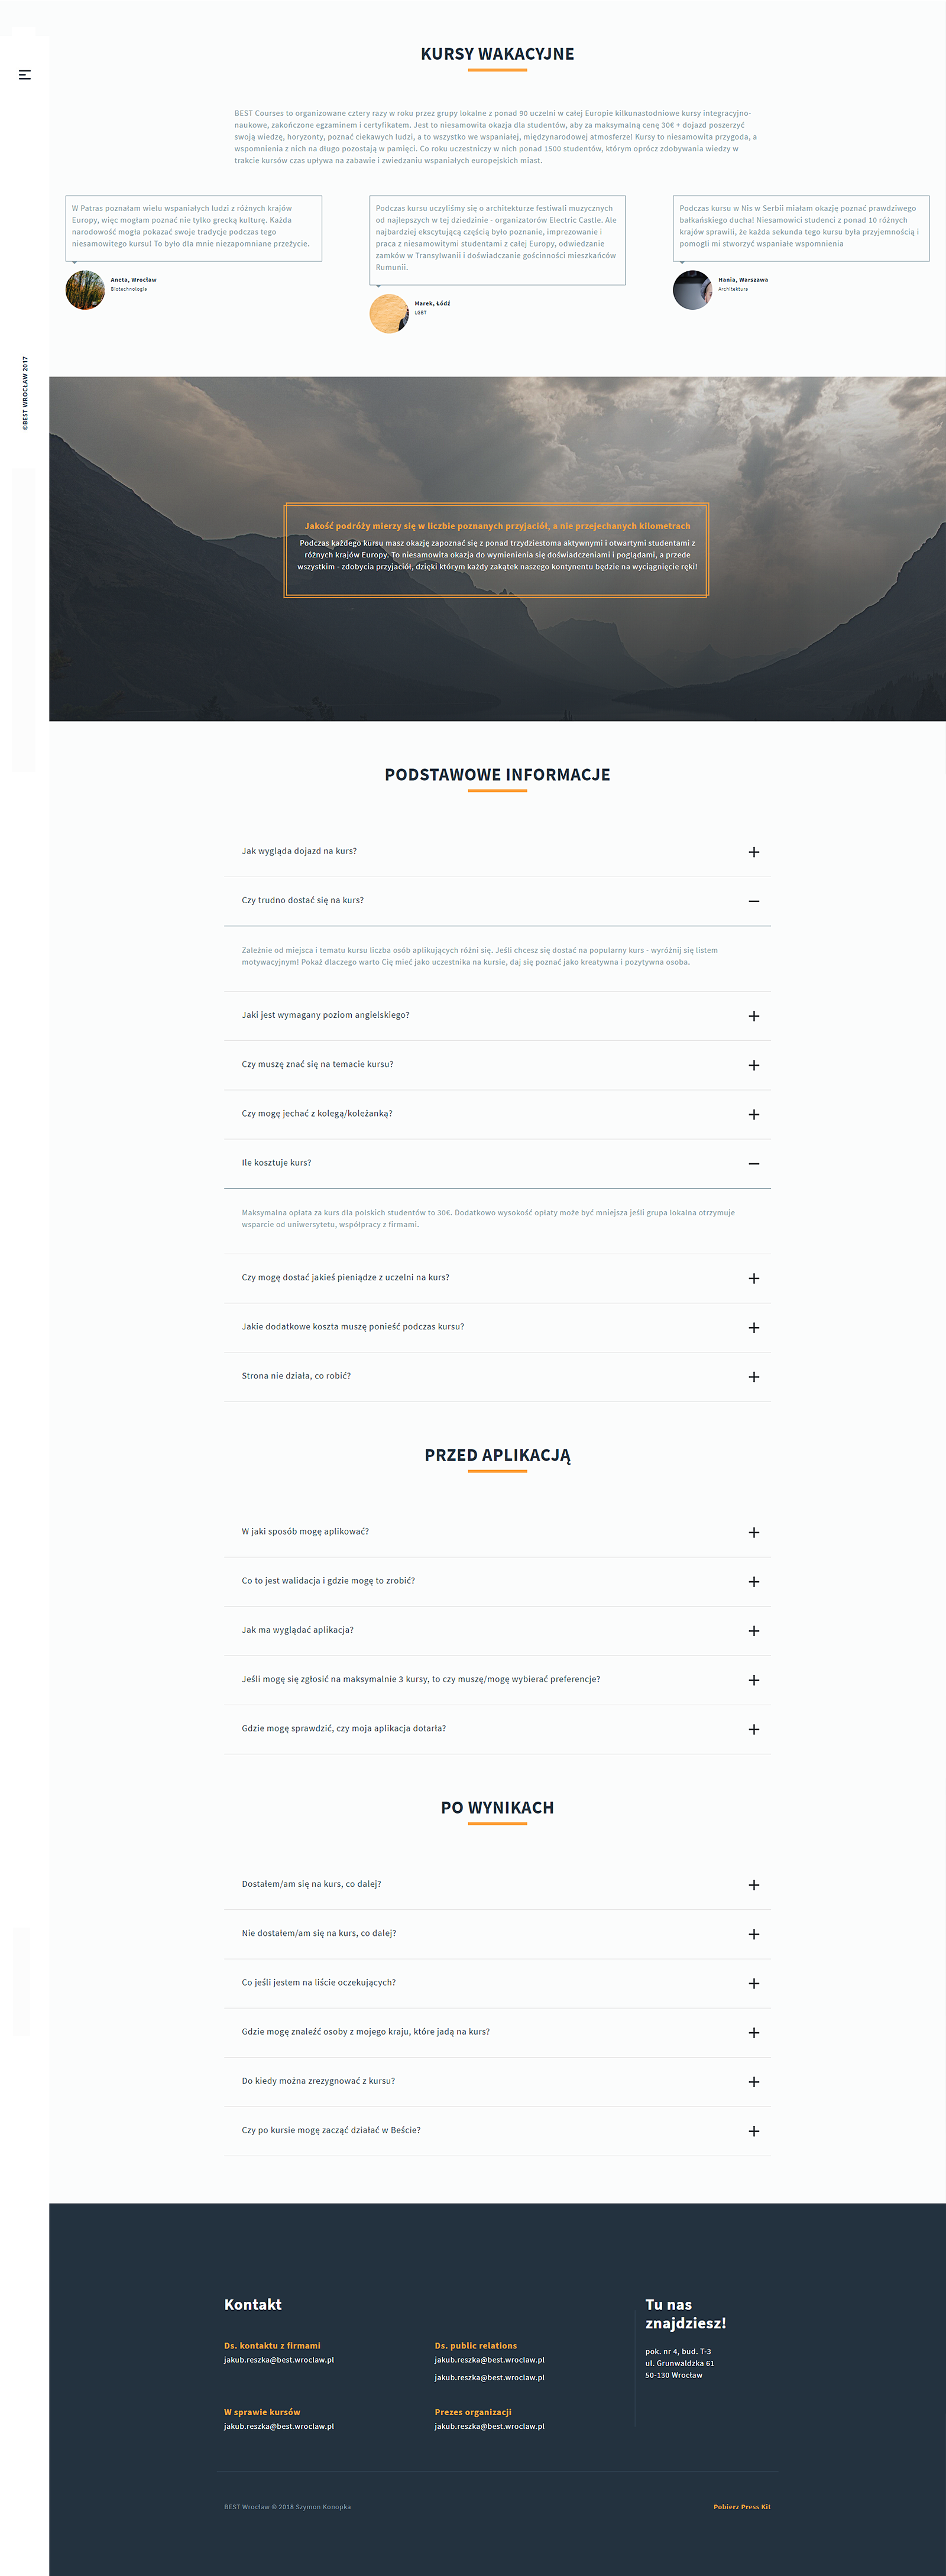 KURSY WAKACYJNE
BEST Courses to organizowane cztery razy w roku przez grupy lokalne z ponad 90 uczelni w całej Europie kilkunastodniowe kursy integracyjno-
naukowe, zakończone egzaminem i certyfikatem. Jest to niesamowita okazja dla studentów, aby za maksymalną cenę 30€ + dojazd poszerzyć
swoją wiedzę, horyzonty, poznać ciekawych ludzi, a to wszystko we wspaniałej, międzynarodowej atmosferze! Kursy to niesamowita przygoda, a
wspomnienia z nich na długo pozostają w pamięci. Co roku uczestniczy w nich ponad 1500 studentów, którym oprócz zdobywania wiedzy w
trakcie kursów czas upływa na zabawie i zwiedzaniu wspaniałych europejskich miast.
W Patras poznałam wielu wspaniałych ludzi z różnych krajów
Europy, więc mogłam poznać nie tylko grecką kulturę. Każda
narodowość mogła pokazać swoje tradycje podczas tego
niesamowitego kursu! To było dla mnie niezapomniane przeżycie.
Aneta, Wrocław
Biotechnologia
Podczas kursu uczyliśmy się o architekturze festiwali muzycznych
od najlepszych w tej dziedzinie - organizatorów Electric Castle. Ale
najbardziej ekscytującą częścią było poznanie, imprezowanie i
praca z niesamowitymi studentami z całej Europy, odwiedzanie
zamków w Transylwanii i doświadczanie gościnności mieszkańców
Rumunii.
Marek, Łódź
LGBT
Podczas kursu w Nis w Serbii miałam okazję poznać prawdziwego
bałkańskiego ducha! Niesamowici studenci z ponad 10 różnych
krajów sprawili, że każda sekunda tego kursu była przyjemnością i
pomogli mi stworzyć wspaniałe wspomnienia
Hania, Warszawa
Architektura
©BEST WROCŁAW 2017
Jakość podróży mierzy się w liczbie poznanych przyjaciół, a nie przejechanych kilometrach
Podczas każdego kursu masz okazję zapoznać się z ponad trzydziestoma aktywnymi i otwartymi studentami z
różnych krajów Europy. To niesamowita okazja do wymienienia się doświadczeniami i poglądami, a przede
wszystkim - zdobycia przyjaciół, dzięki którym każdy zakątek naszego kontynentu będzie na wyciągnięcie ręki!
PODSTAWOWE INFORMACJE
Jak wygląda dojazd na kurs?
Czy trudno dostać się na kurs?
Zależnie od miejsca i tematu kursu liczba osób aplikujących różni się. Jeśli chcesz się dostać na popularny kurs - wyróżnij się listem
motywacyjnym! Pokaż dlaczego warto Cię mieć jako uczestnika na kursie, daj się poznać jako kreatywna i pozytywna osoba.
Jaki jest wymagany poziom angielskiego?
Czy muszę znać się na temacie kursu?
Czy mogę jechać z kolegą/koleżanką?
Ile kosztuje kurs?
Maksymalna opłata za kurs dla polskich studentów to 30€. Dodatkowo wysokość opłaty może być mniejsza jeśli grupa lokalna otrzymuje
wsparcie od uniwersytetu, współpracy z firmami.
Czy mogę dostać jakieś pieniądze z uczelni na kurs?
Jakie dodatkowe koszta muszę ponieść podczas kursu?
Strona nie działa, co robić?
PRZED APLIKACJĄ
W jaki sposób mogę aplikować?
Co to jest walidacja i gdzie mogę to zrobić?
Jak ma wyglądać aplikacja?
Jeśli mogę się zgłosić na maksymalnie 3 kursy, to czy muszę/mogę wybierać preferencje?
Gdzie mogę sprawdzić, czy moja aplikacja dotarła?
PO WYNIKACH
Dostałem/am się na kurs, co dalej?
Nie dostałem/am się na kurs, co dalej?
Co jeśli jestem na liście oczekujących?
Gdzie mogę znaleźć osoby z mojego kraju, które jadą na kurs?
Do kiedy można zrezygnować z kursu?
Czy po kursie mogę zacząć działać w Beście?
Kontakt
Ds. kontaktu z firmami
jakub.reszka@best.wroclaw.pl
Ds. public relations
jakub.reszka@best.wroclaw.pl
jakub.reszka@best.wroclaw.pl
W sprawie kursów
jakub.reszka@best.wroclaw.pl
Prezes organizacji
jakub.reszka@best.wroclaw.pl
Tu nas
znajdziesz!
pok. nr 4, bud. T-3
ul. Grunwaldzka 61
50-130 Wrocław
BEST Wrocław © 2018 Szymon Konopka
Pobierz Press Kit